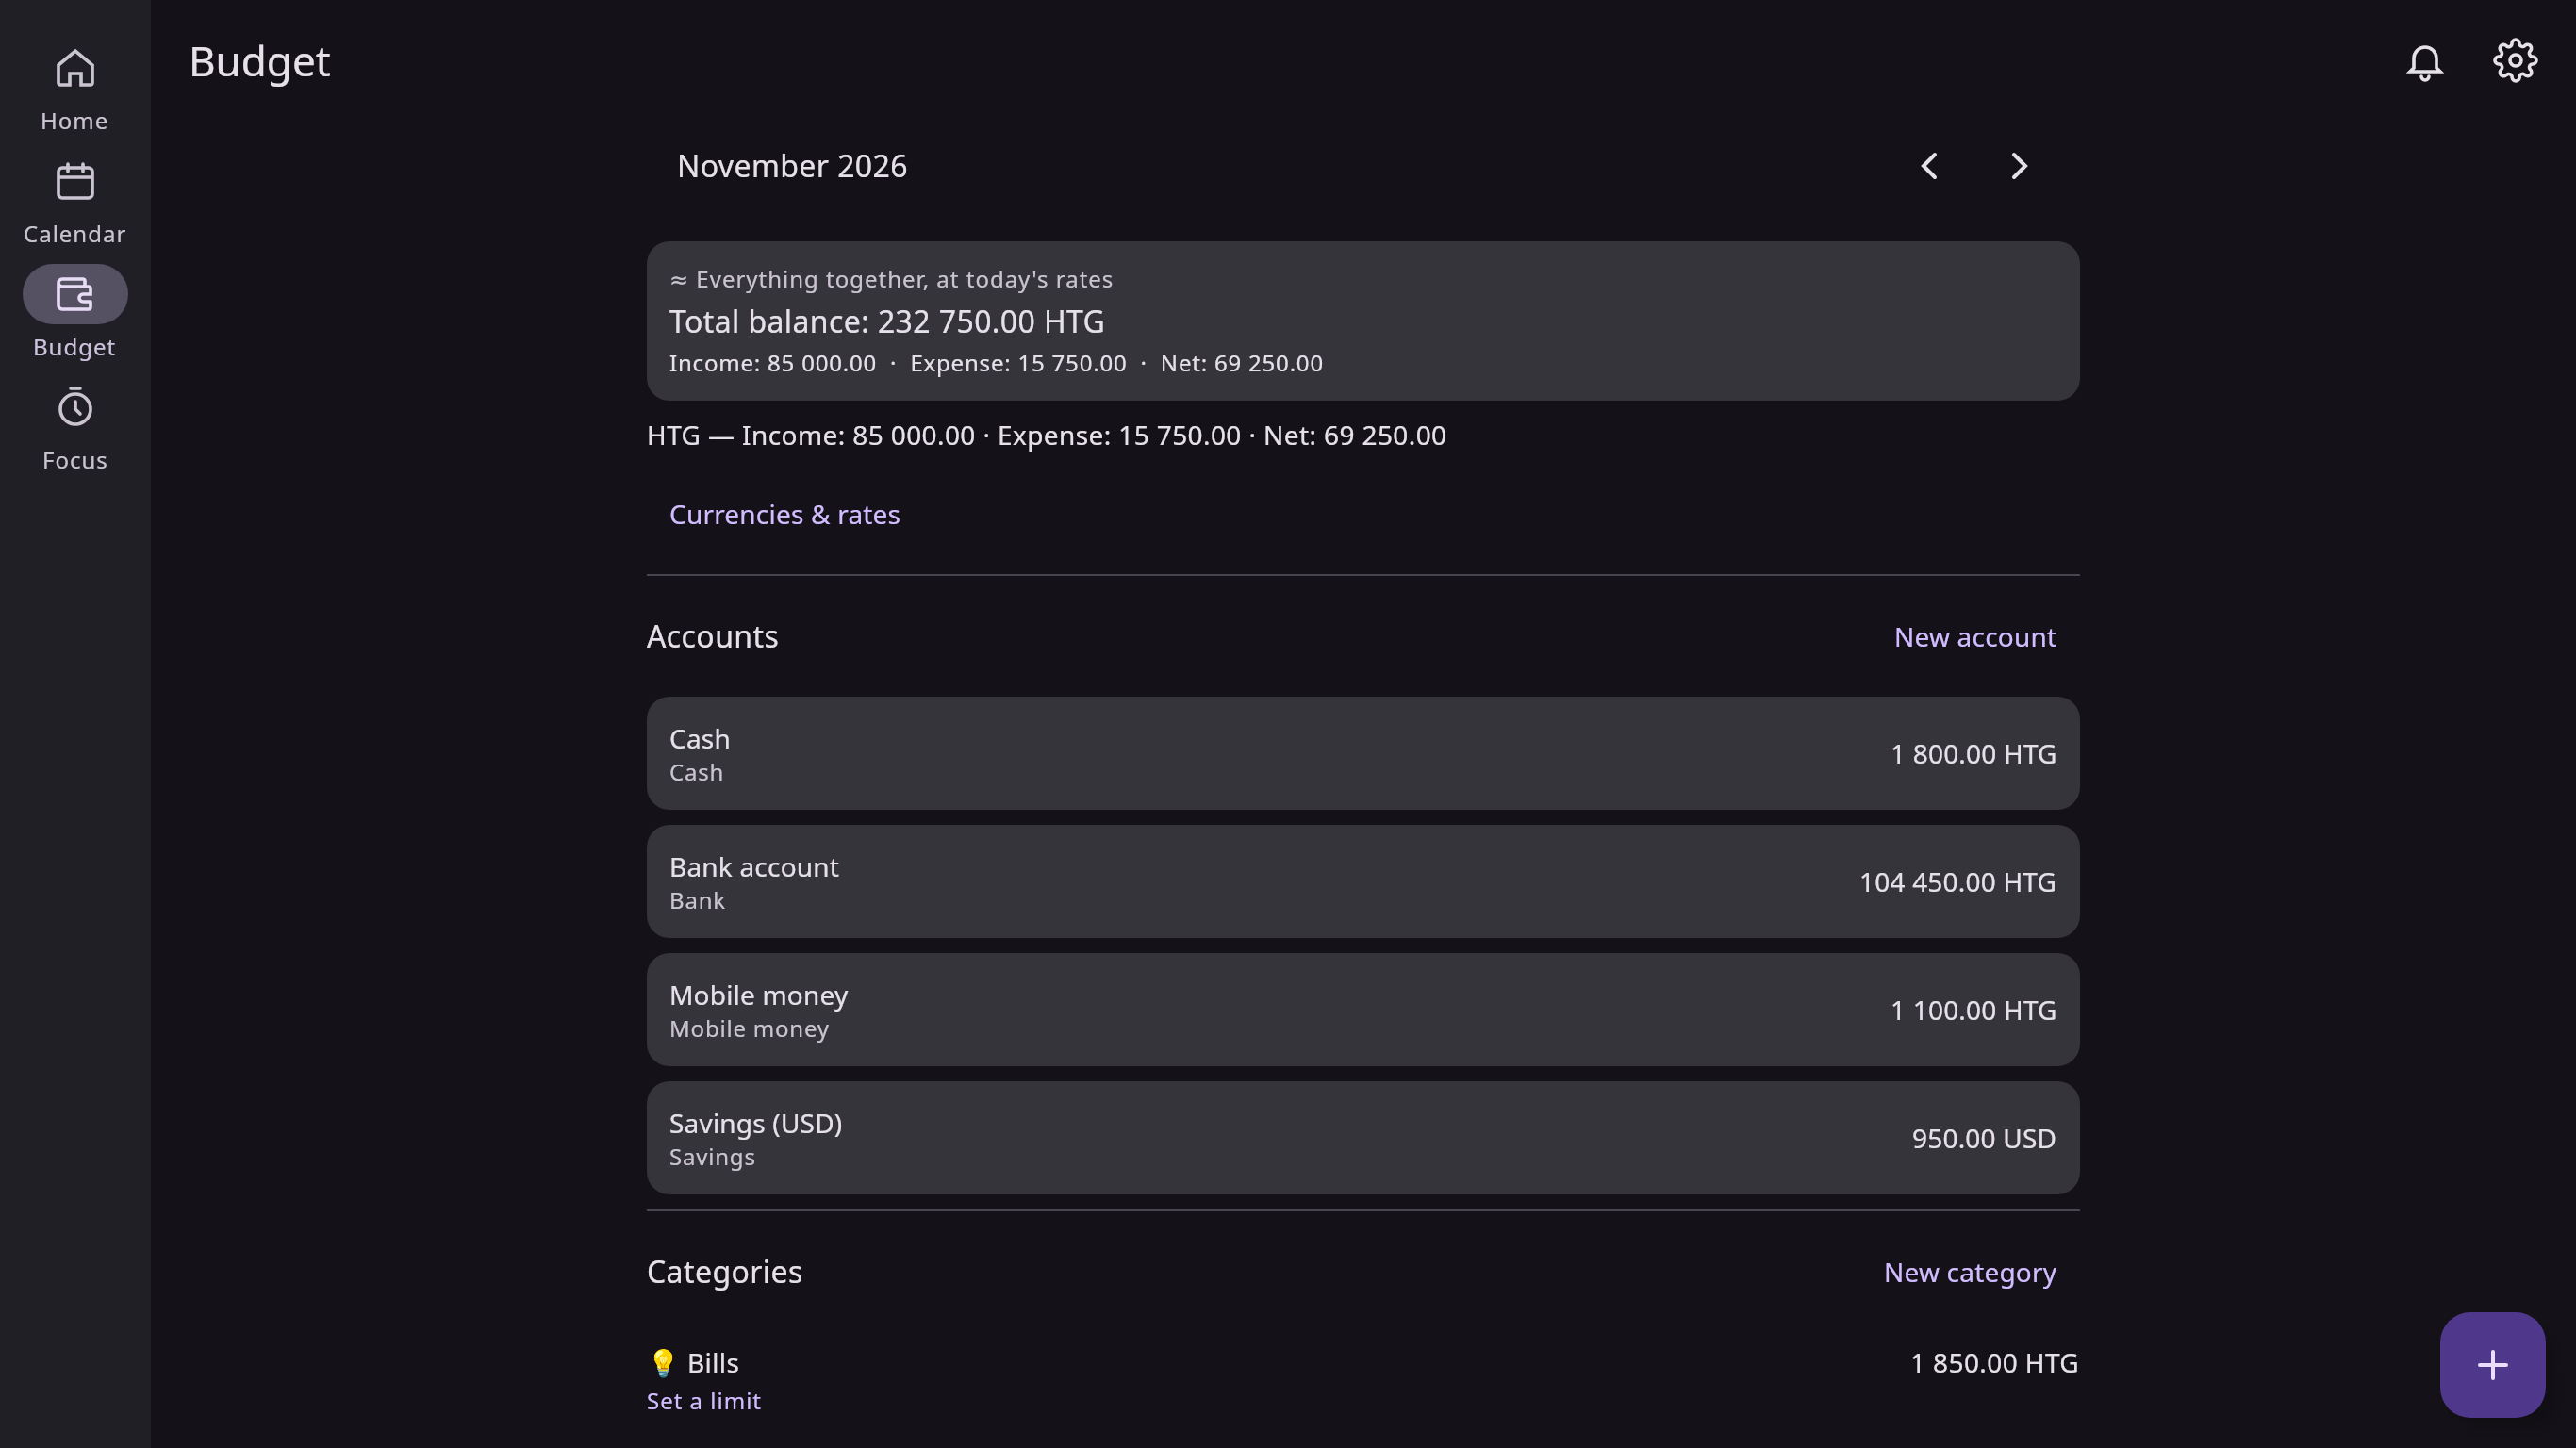 Home
Calendar
Budget
Focus
Budget
November 2026
≈ Everything together, at today's rates
Total balance: 232 750.00 HTG
Income: 85 000.00 · Expense: 15 750.00 · Net: 69 250.00
HTG — Income: 85 000.00 · Expense: 15 750.00 · Net: 69 250.00
Currencies & rates
Accounts
New account
Cash
Cash
1 800.00 HTG
Bank account
Bank
104 450.00 HTG
Mobile money
Mobile money
1 100.00 HTG
Savings (USD)
Savings
950.00 USD
Categories
New category
💡 Bills
1 850.00 HTG
Set a limit